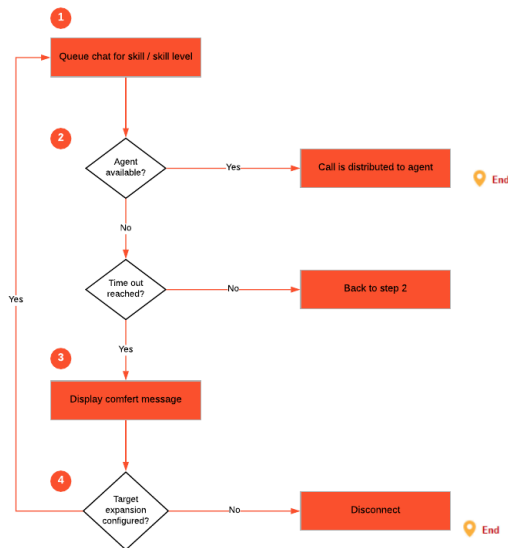 1
Queue chat for skill / skill level
2
Agent
available?
Yes
Call is distributed to agent
End
No
Time out
reached?
No
Back to step 2
Yes
Yes
3
Display comfert message
4
Target
expansion
configured?
No
Disconnect
End